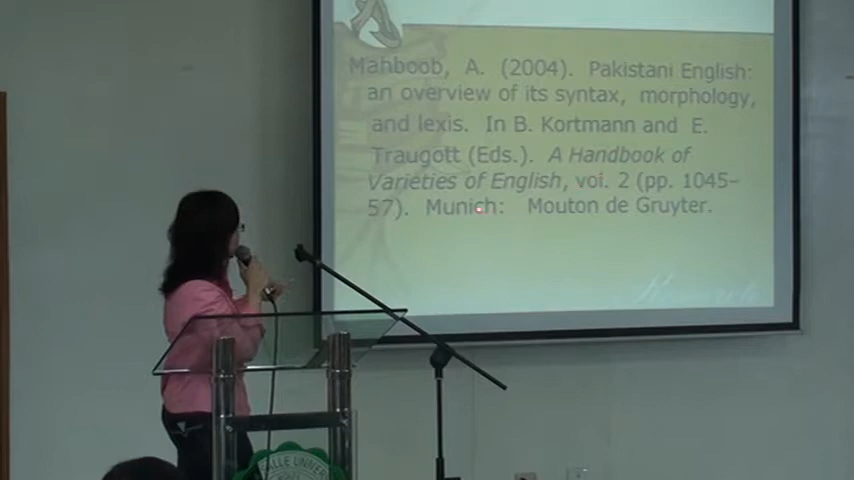 Mahboob, A. (2004). Pakistani English:
an overview of its syntax, morphology,
and lexis. In B. Kortmann and E.
Traugott (Eds.). A Handbook of
Varieties of English, vol. 2 (pp. 1045–
57). Munich: Mouton de Gruyter.